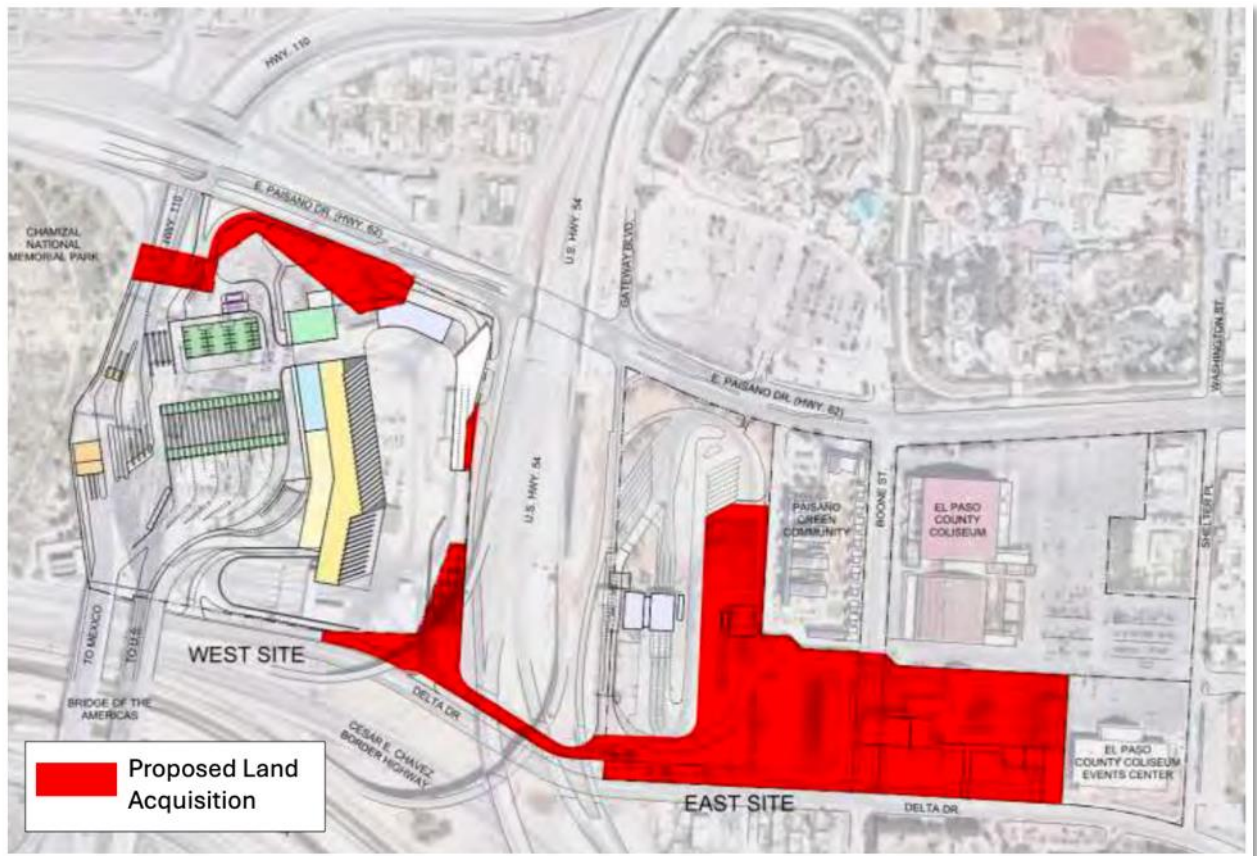 HWY. 110
CHAMIZAL
NATIONAL
MEMORIAL PARK
HWY. 110
E. PAISANO DR. (HWY. 62)
U.S. HWY. 54
GATEWAY BLVD.
WASHINGTON ST.
E. PAISANO DR. (HWY. 62)
U.S. HWY. 54
PAISANO
GREEN
COMMUNITY
BOONE ST
EL PASO
COUNTY
COLISEUM
SHELTER PL
TO MEXICO
TO U.S.
WEST SITE
BRIDGE OF THE
AMERICAS
DELTA DR.
CESAR E. CHAVEZ
BORDER HIGHWAY
EL PASO
COUNTY COLISEUM
EVENTS CENTER
EAST SITE
DELTA DR.
Proposed Land
Acquisition